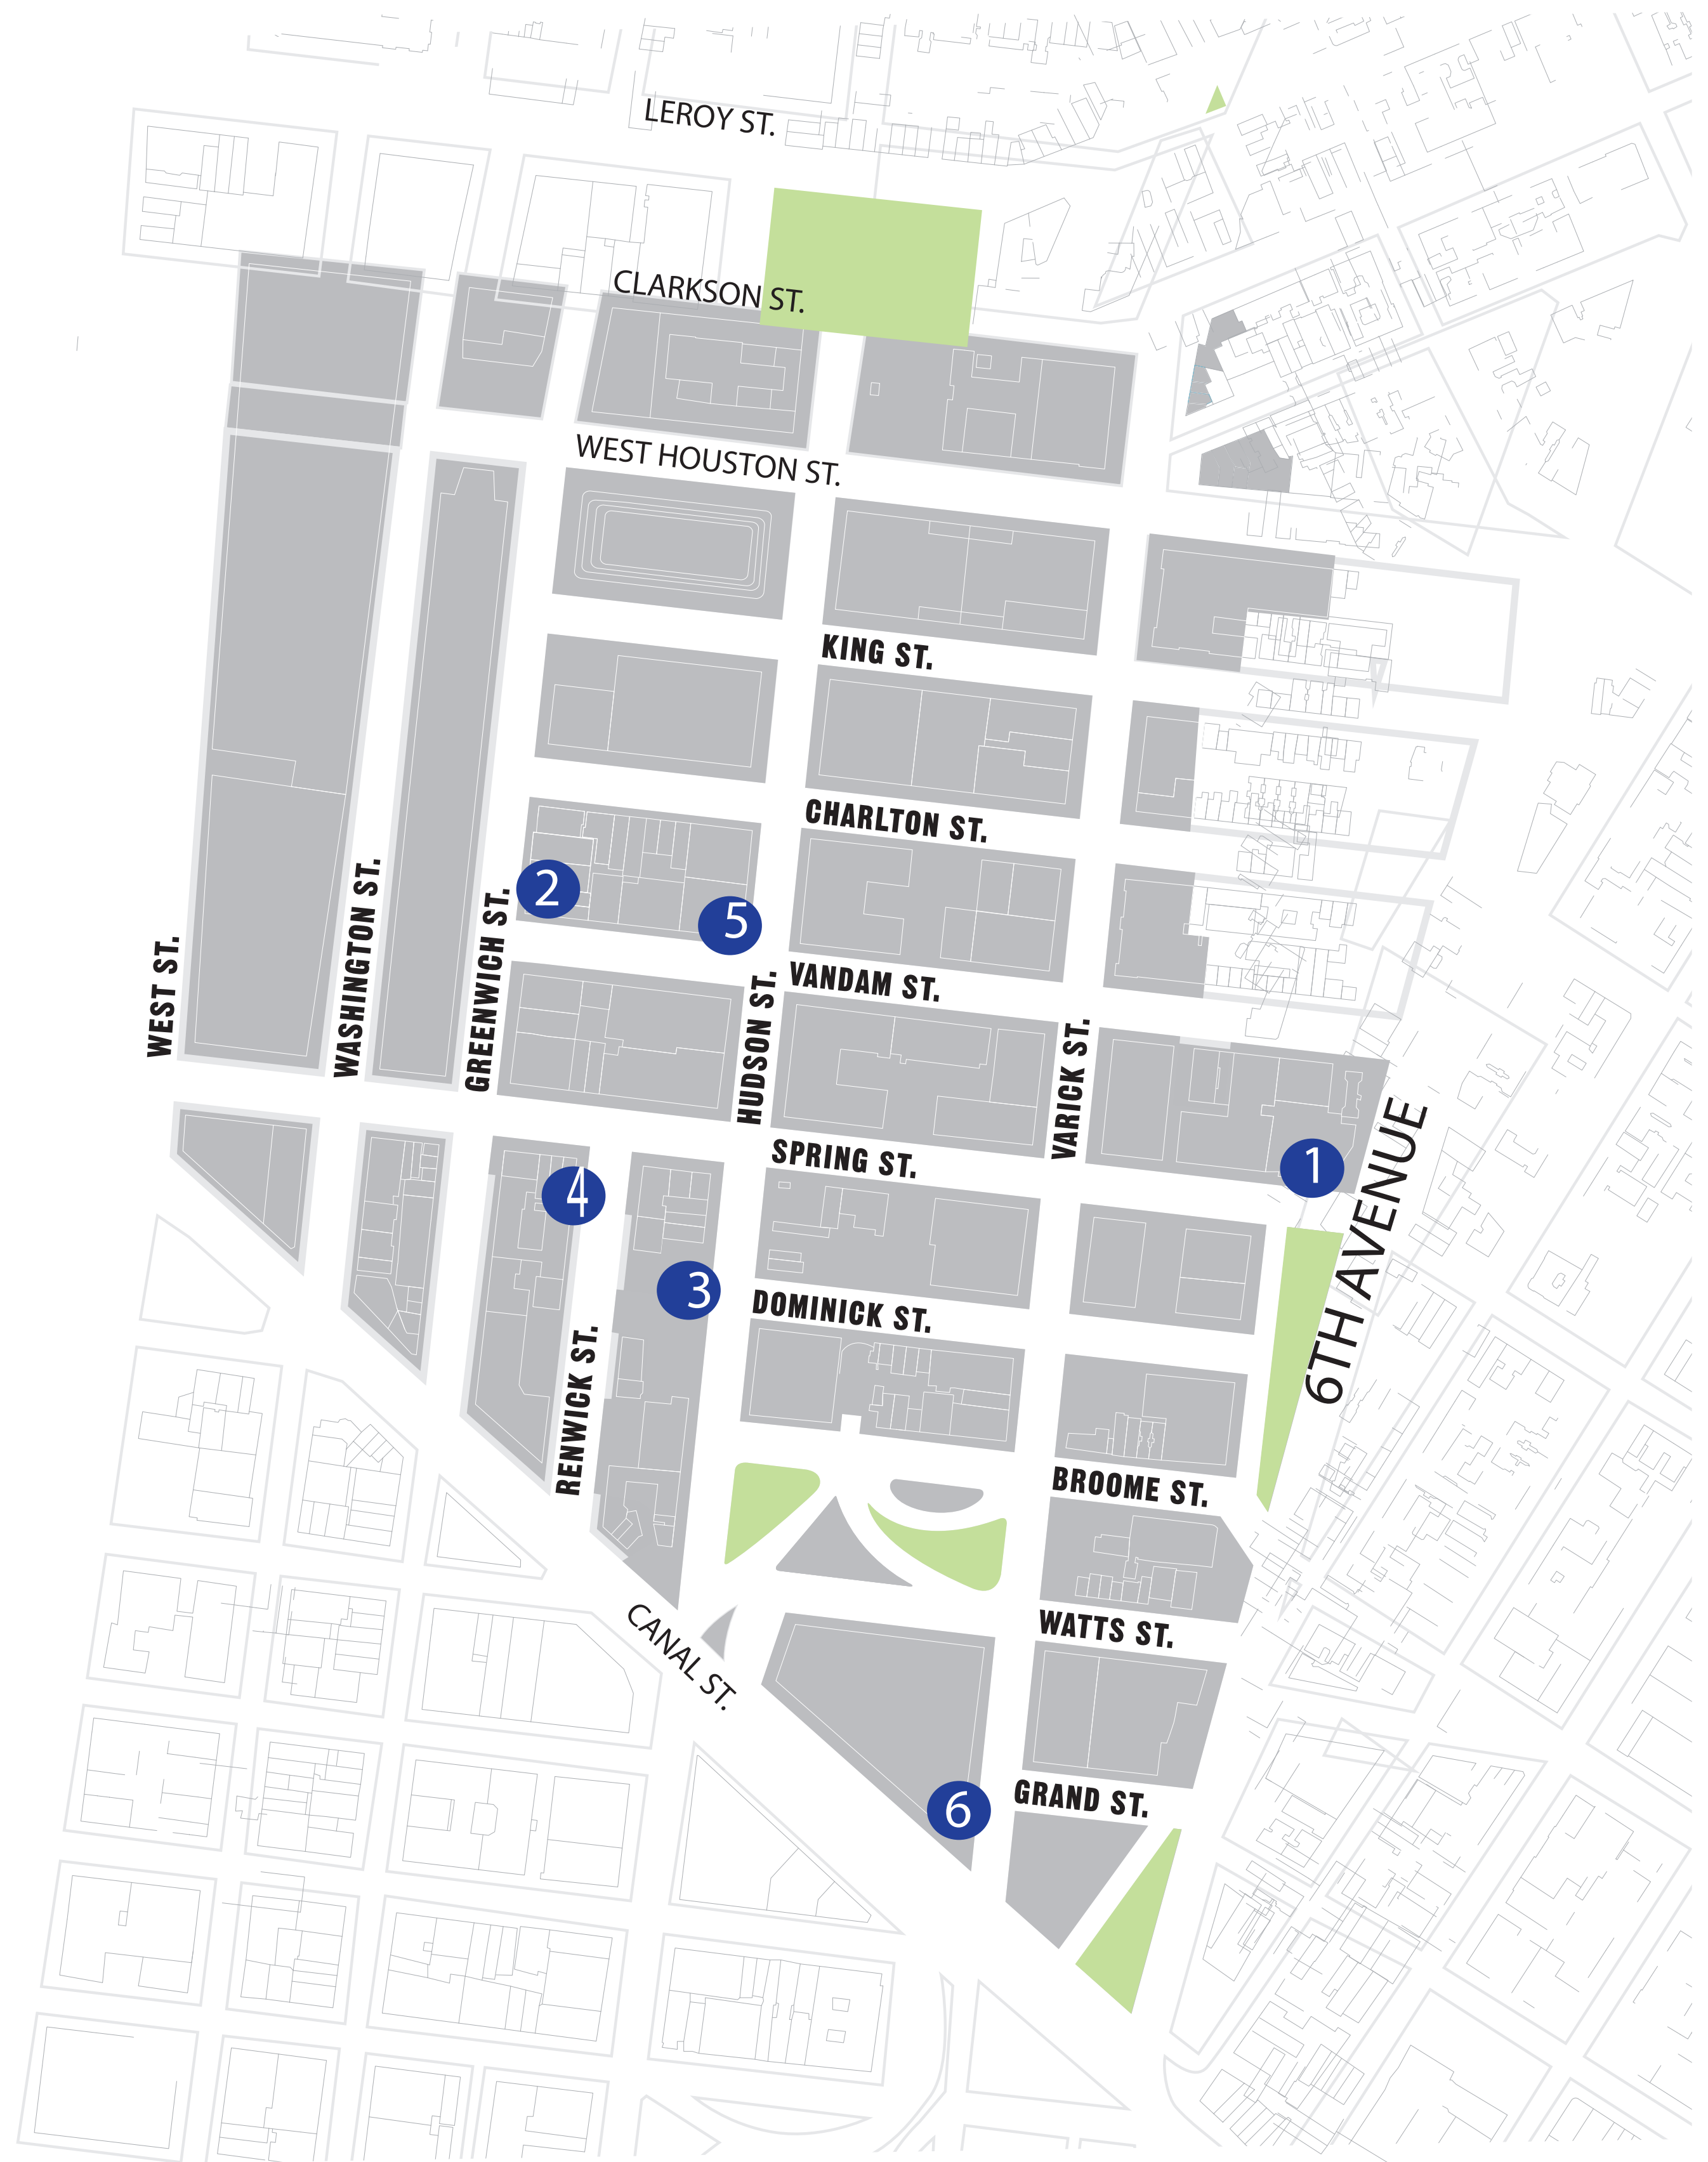 LEROY ST.
CLARKSON ST.
WEST HOUSTON ST.
KING ST.
CHARLTON ST.
2
5
WEST ST.
WASHINGTON ST.
GREENWICH ST.
HUDSON ST.
VANDAM ST.
VARICK ST.
6TH AVENUE
1
SPRING ST.
4
3
DOMINICK ST.
RENWICK ST.
BROOME ST.
WATTS ST.
CANAL ST.
6
GRAND ST.